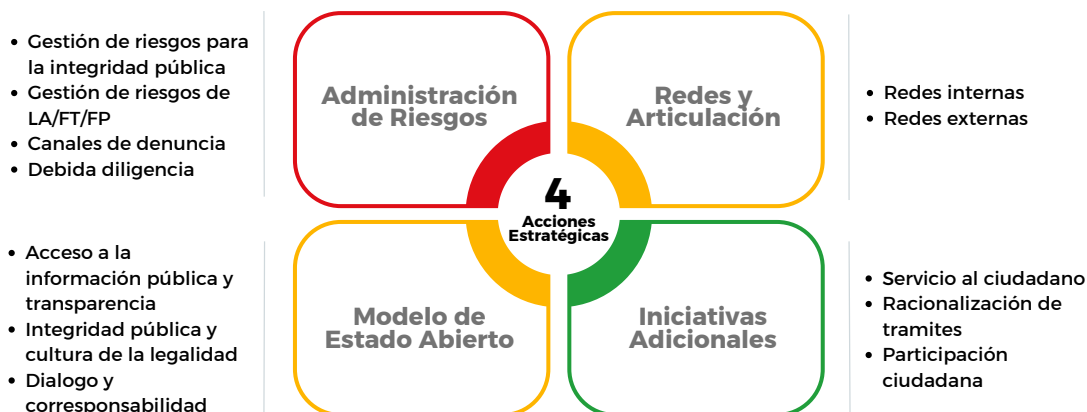 • Gestión de riesgos para
la integridad pública
• Gestión de riesgos de
LA/FT/FP
• Canales de denuncia
• Debida diligencia
Administración
de Riesgos
Redes y
Articulación
• Redes internas
• Redes externas
4
Acciones
Estratégicas
• Acceso a la
información pública y
transparencia
• Integridad pública y
cultura de la legalidad
• Dialogo y
corresponsabilidad
Modelo de
Estado Abierto
Iniciativas
Adicionales
• Servicio al ciudadano
• Racionalización de
tramites
• Participación
ciudadana